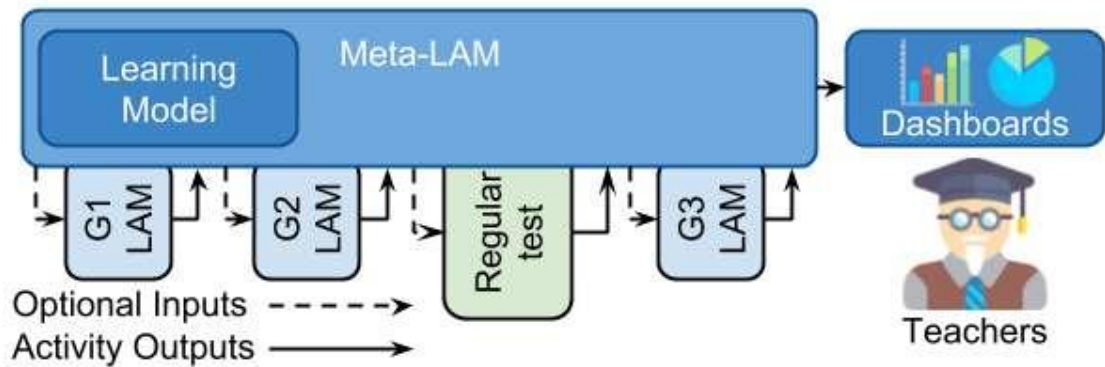 Learning
Model
Meta-LAM
Dashboards
G1
LAM
G2
LAM
Regular
test
G3
LAM
Optional Inputs
Activity Outputs
Teachers